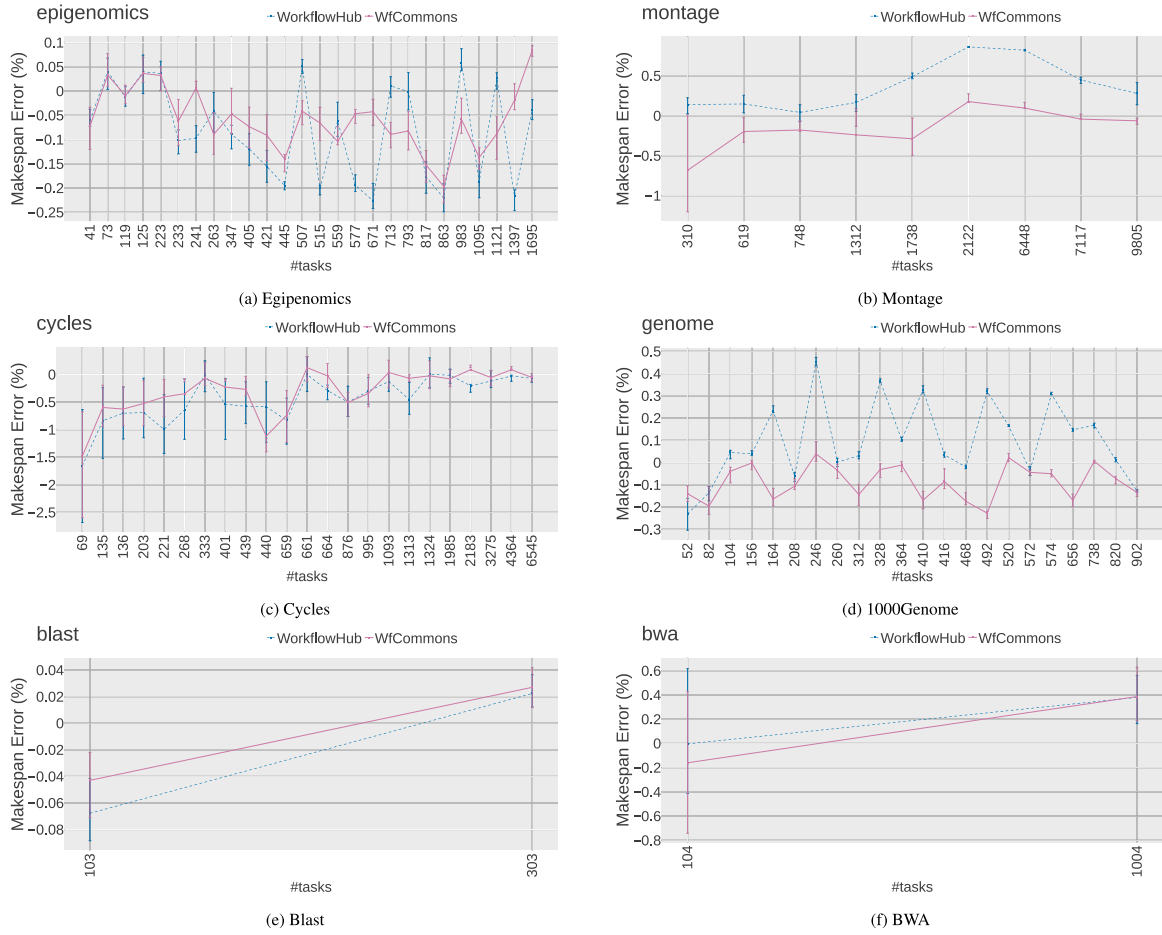 epigenomics
WorkflowHub WfCommons
Makespan Error (%)
0.1
0.05
0
−0.05
−0.1
−0.15
−0.2
−0.25
41 73 119 125 223 233 241 263 347 405 421 445 507 515 559 577 671 713 793 817 863 983 1095 1121 1397 1695
#tasks
(a) Egipenomics
montage
WorkflowHub WfCommons
Makespan Error (%)
0.5
0
−0.5
−1
310 619 748 1312 1738 2122 6448 7117 9805
#tasks
(b) Montage
cycles
WorkflowHub WfCommons
Makespan Error (%)
0
−0.5
−1
−1.5
−2
−2.5
69 135 136 203 221 268 333 401 439 440 659 661 664 876 995 1093 1313 1324 1985 2183 3275 4364 6545
#tasks
(c) Cycles
genome
WorkflowHub WfCommons
Makespan Error (%)
0.5
0.4
0.3
0.2
0.1
0
−0.1
−0.2
−0.3
52 82 104 156 164 208 246 260 312 328 364 410 416 468 492 520 572 574 656 738 820 902
#tasks
(d) 1000Genome
blast
WorkflowHub WfCommons
Makespan Error (%)
0.04
0.02
0
−0.02
−0.04
−0.06
−0.08
103 303
#tasks
(e) Blast
bwa
WorkflowHub WfCommons
Makespan Error (%)
0.6
0.4
0.2
0
−0.2
−0.4
−0.6
−0.8
104 1004
#tasks
(f) BWA